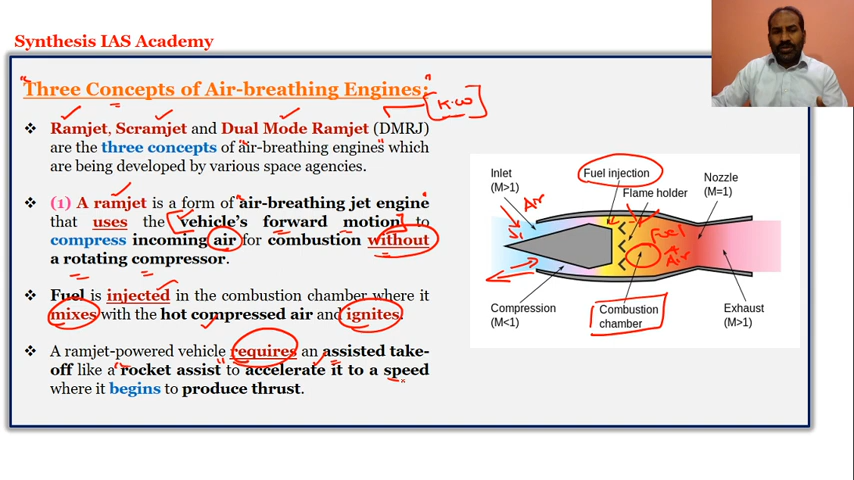 Synthesis IAS Academy
"Three Concepts of Air-breathing Engines:"
[K.W]
❖ Ramjet, Scramjet and Dual Mode Ramjet (DMRJ)
are the three concepts of "air-breathing engines" which
are being developed by various space agencies.
❖ (1) A ramjet is a form of "air-breathing jet engine"
that uses the [vehicle's forward motion] to
compress incoming air for combustion without
a rotating compressor.
❖ Fuel is injected in the combustion chamber where it
mixes with the hot compressed air and ignites.
❖ A ramjet-powered vehicle requires an assisted take-
off like a "rocket assist" to accelerate it to a speed
where it begins to produce thrust.
Inlet
(M>1)
Air
Fuel injection
Flame holder
Nozzle
(M=1)
Fuel
+
Air
Compression
(M<1)
Combustion
chamber
Exhaust
(M>1)